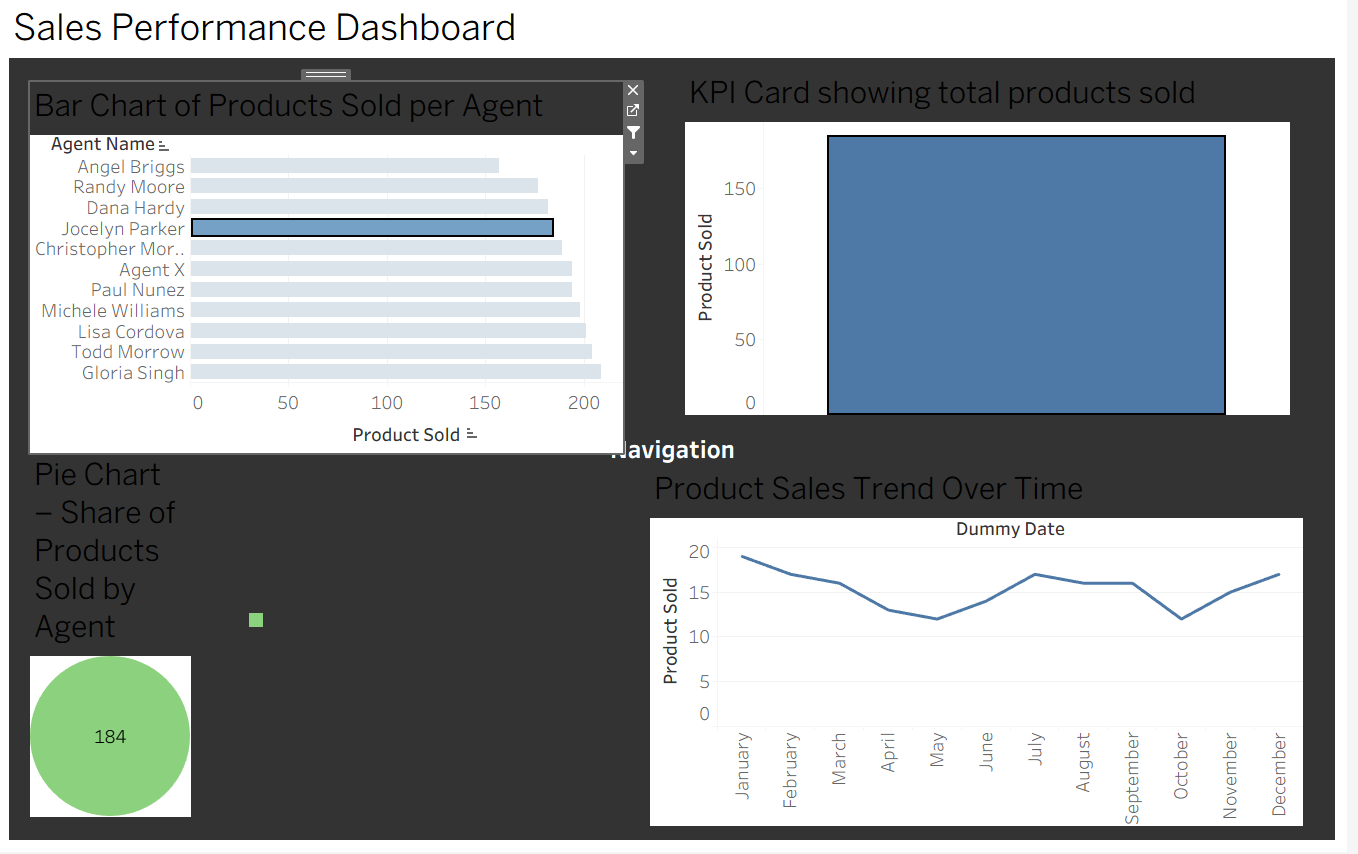 Sales Performance Dashboard
Bar Chart of Products Sold per Agent
Agent Name
Angel Briggs
Randy Moore
Dana Hardy
Jocelyn Parker
Christopher Mor..
Agent X
Paul Nunez
Michele Williams
Lisa Cordova
Todd Morrow
Gloria Singh
0 50 100 150 200
Product Sold
KPI Card showing total products sold
Product Sold
150
100
50
0
Pie Chart
– Share of
Products
Sold by
Agent
184
Navigation
Product Sales Trend Over Time
Dummy Date
Product Sold
20
15
10
5
0
January
February
March
April
May
June
July
August
September
October
November
December